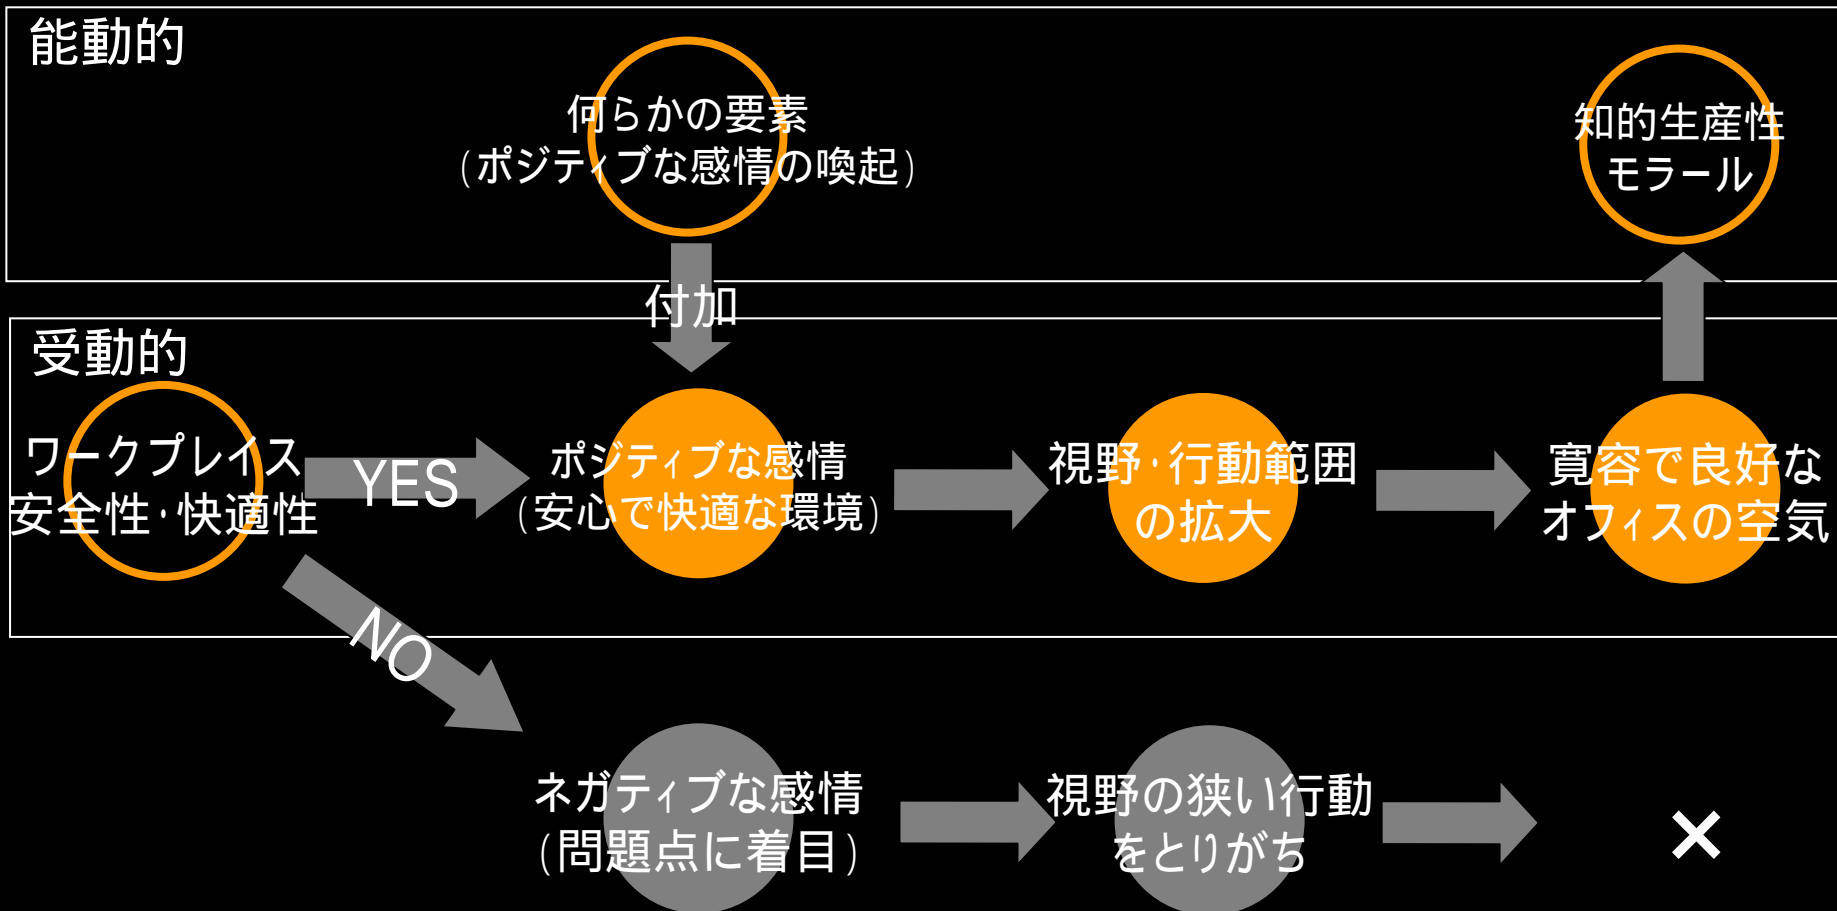 能動的
何らかの要素
(ポジティブな感情の喚起)
知的生産性
モラール
付加
受動的
ワークプレイス
安全性・快適性
YES
ポジティブな感情
(安心で快適な環境)
視野・行動範囲
の拡大
寛容で良好な
オフィスの空気
NO
ネガティブな感情
(問題点に着目)
視野の狭い行動
をとりがち
×